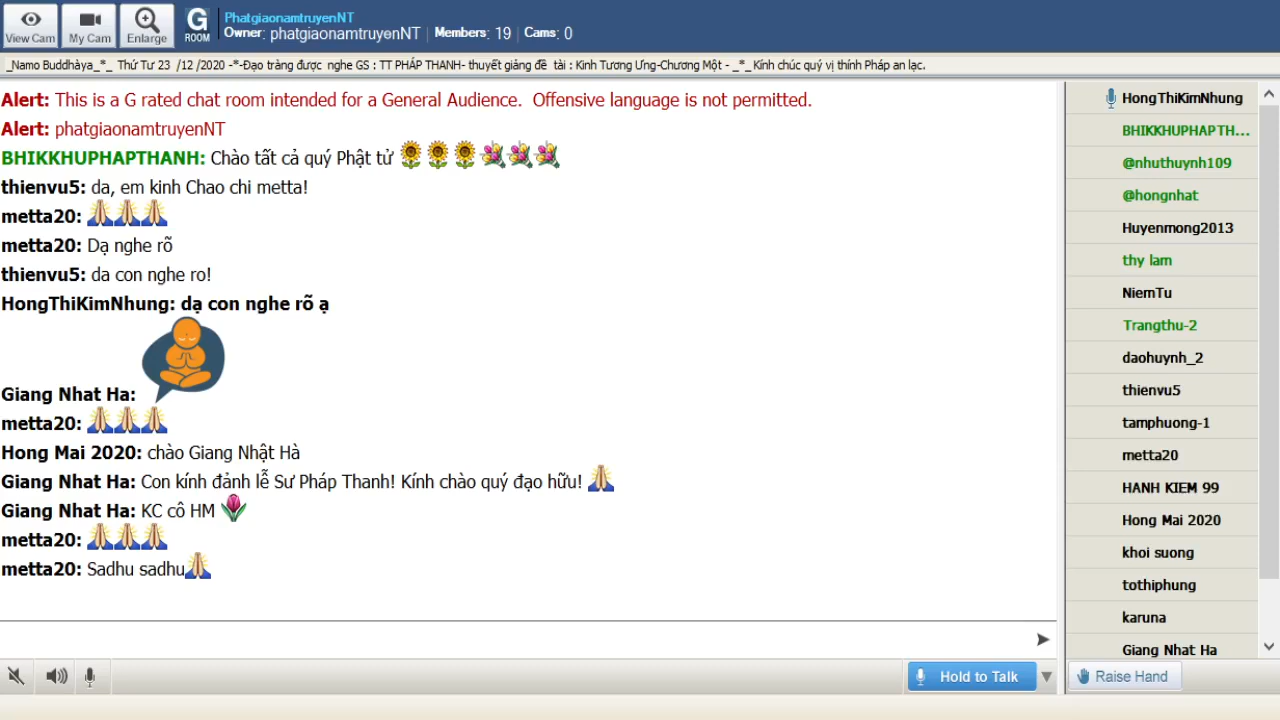 View Cam
My Cam
Enlarge
G
ROOM
PhatgiaonamtruyenNT
Owner: phatgiaonamtruyenNT | Members: 19 | Cams: 0
_Namo Buddhàya_*_ Thứ Tư 23 /12 /2020 -*-Đạo tràng được nghe GS : TT PHÁP THANH- thuyết giảng đề tài : Kinh Tương Ưng-Chương Một - _*_Kính chúc quý vị thính Pháp an lạc.
Alert: This is a G rated chat room intended for a General Audience. Offensive language is not permitted.
Alert: phatgiaonamtruyenNT
BHIKKHUPHAPTHANH: Chào tất cả quý Phật tử
thienvu5: da, em kinh Chao chi metta!
metta20:
metta20: Dạ nghe rõ
thienvu5: da con nghe ro!
HongThiKimNhung: dạ con nghe rõ ạ
Giang Nhat Ha:
metta20:
Hong Mai 2020: chào Giang Nhật Hà
Giang Nhat Ha: Con kính đảnh lễ Sư Pháp Thanh! Kính chào quý đạo hữu!
Giang Nhat Ha: KC cô HM
metta20:
metta20: Sadhu sadhu
HongThiKimNhung
BHIKKHUPHAPTH...
@nhuthuynh109
@hongnhat
Huyenmong2013
thy lam
NiemTu
Trangthu-2
daohuynh_2
thienvu5
tamphuong-1
metta20
HANH KIEM 99
Hong Mai 2020
khoi suong
tothiphung
karuna
Giang Nhat Ha
Hold to Talk
Raise Hand